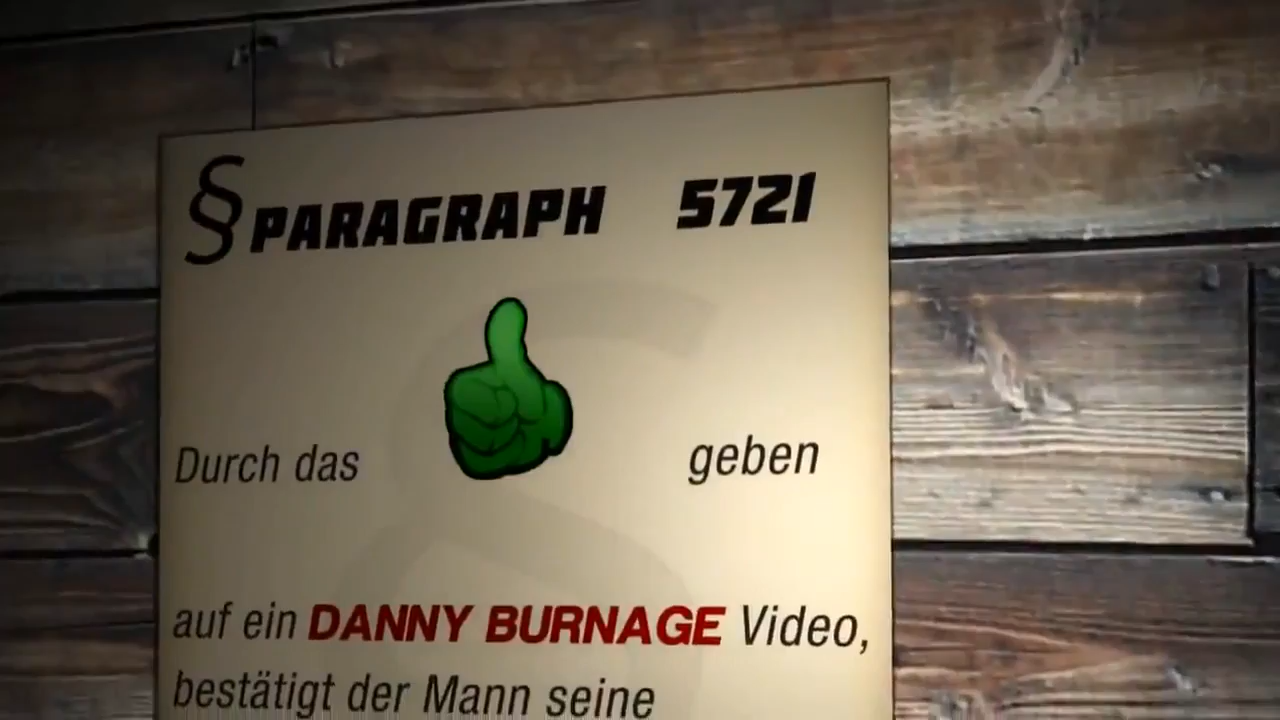 § PARAGRAPH 5721
Durch das geben
auf ein DANNY BURNAGE Video,
bestätigt der Mann seine